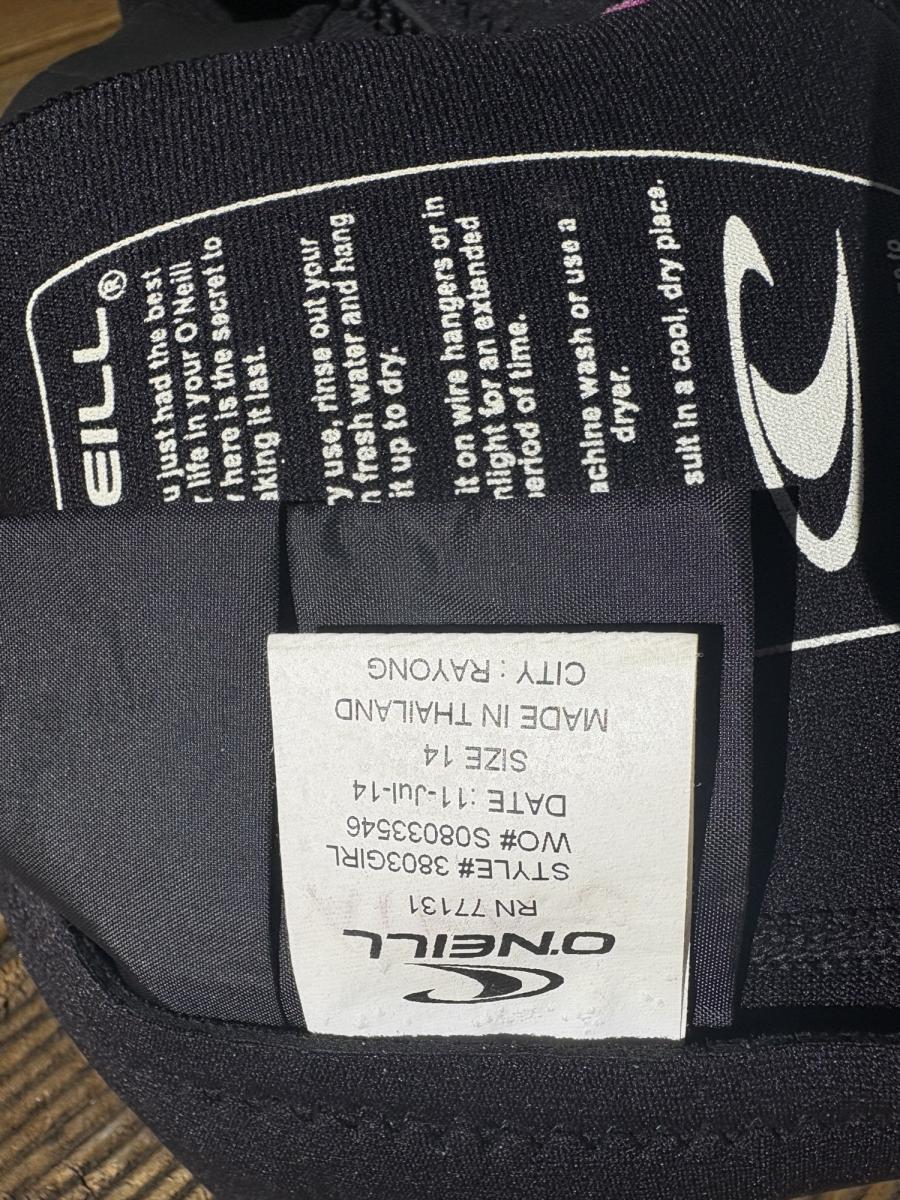 EILL®
u just had the best
r life in your O'Neill
here is the secret to
aking it last.
y use, rinse out your
fresh water and hang
it up to dry.
it on wire hangers or in
nlight for an extended
period of time.
achine wash or use a
dryer.
suit in a cool, dry place.
O'NEILL
RN 77131
STYLE# 3803GIRL
WO# S08033546
DATE : 11-Jul-14
SIZE 14
MADE IN THAILAND
CITY : RAYONG